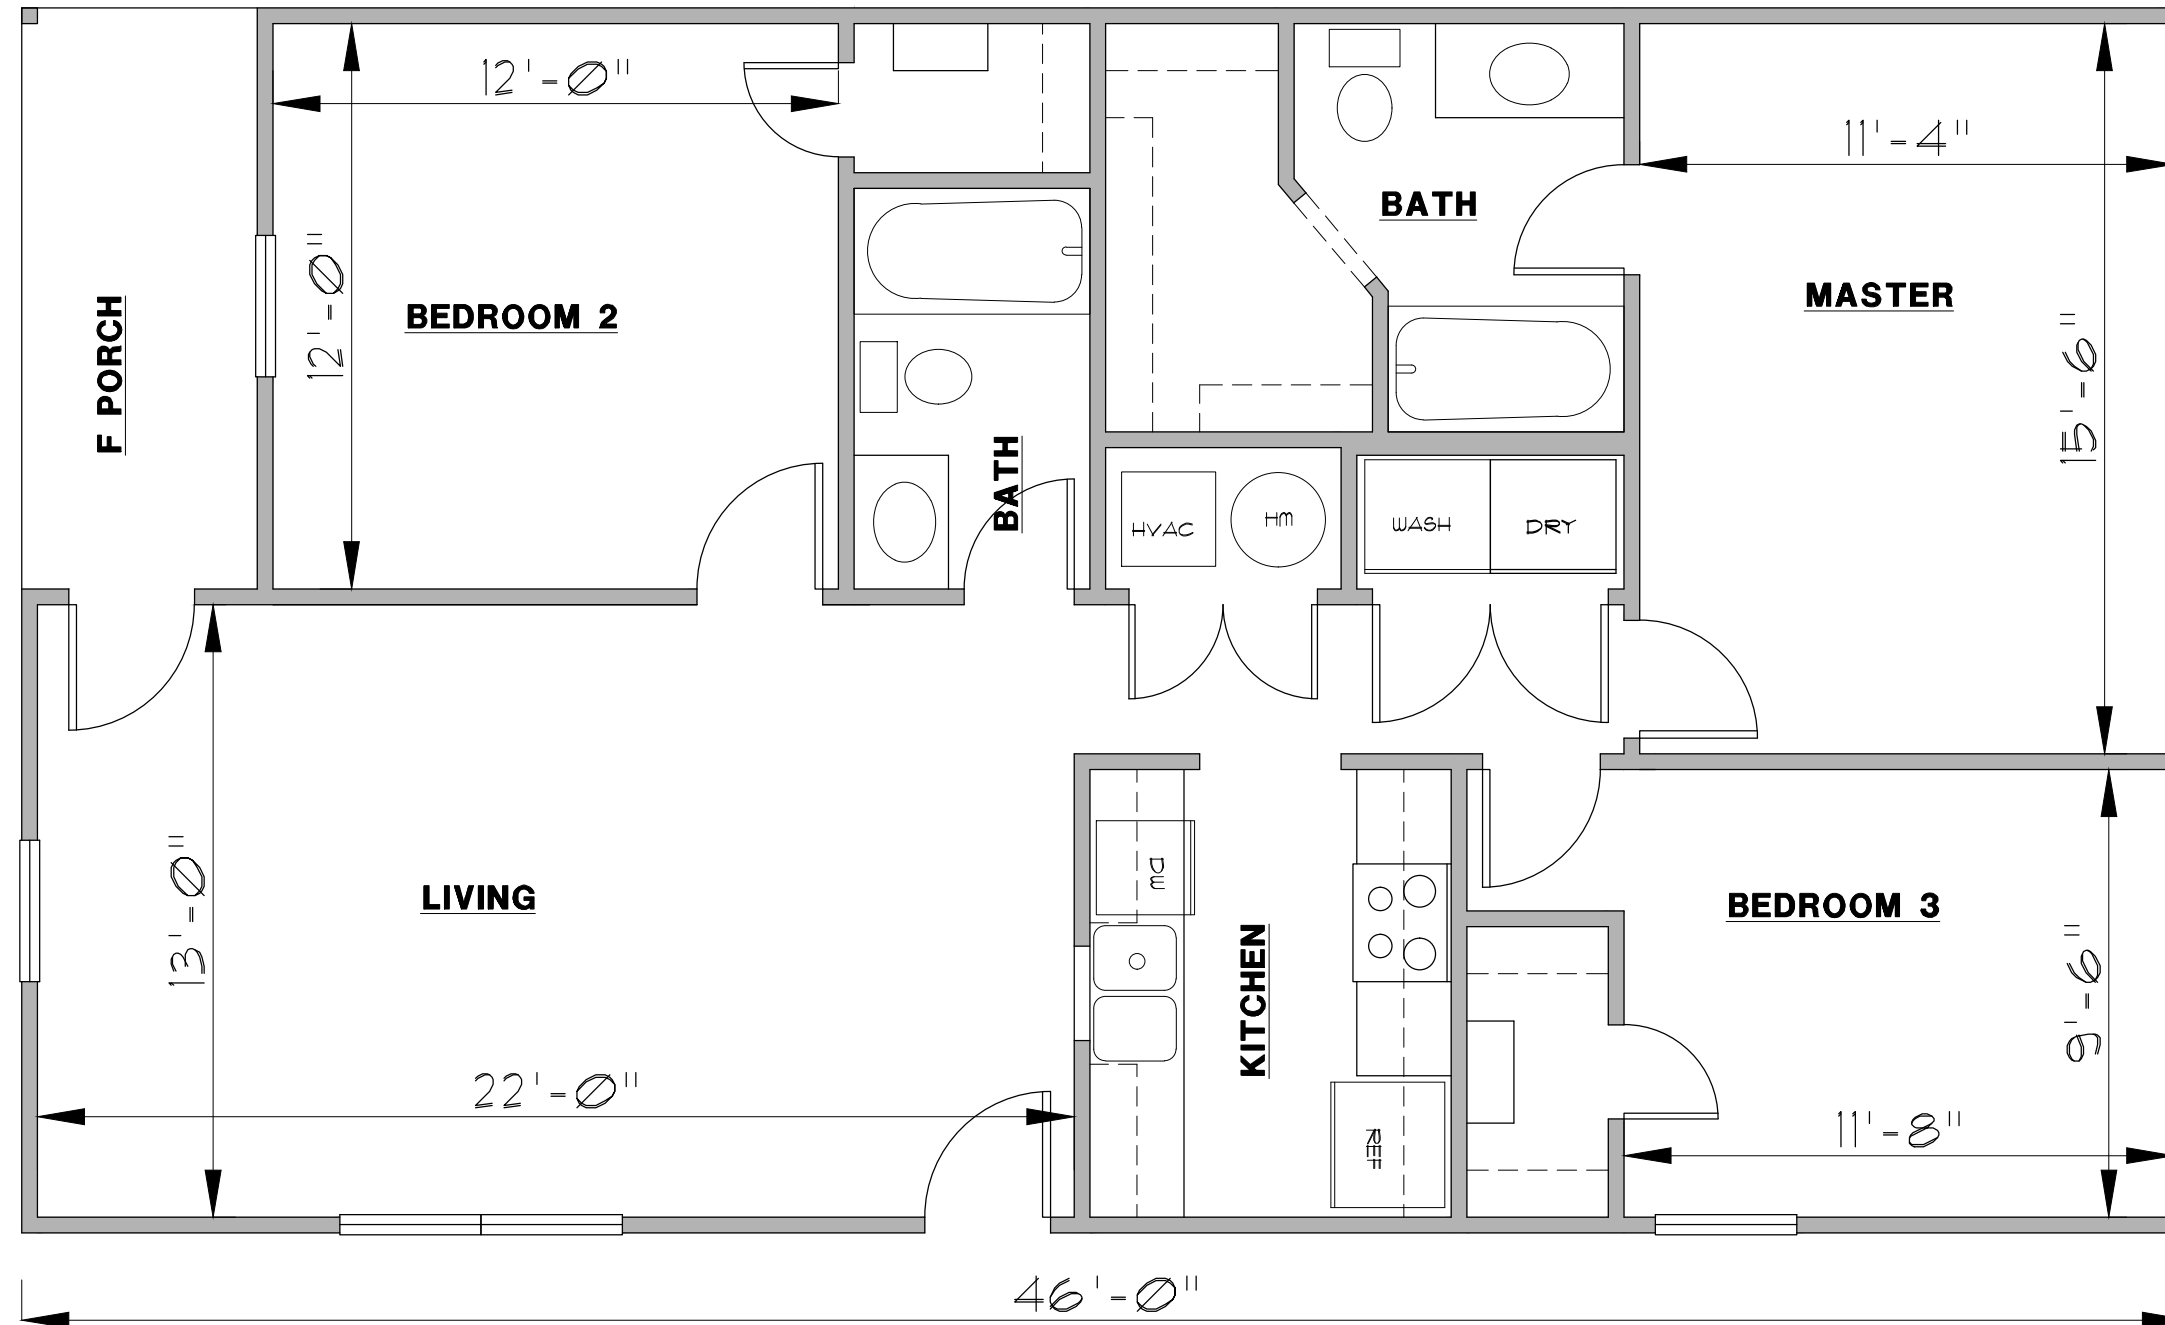 12'-0"
11'-4"
BATH
12'-0"
BEDROOM 2
F PORCH
MASTER
15'-6"
BATH
HVAC
WASH
DRY
LIVING
13'-0"
DW
KITCHEN
BEDROOM 3
9'-6"
22'-0"
REF
11'-8"
46'-0"